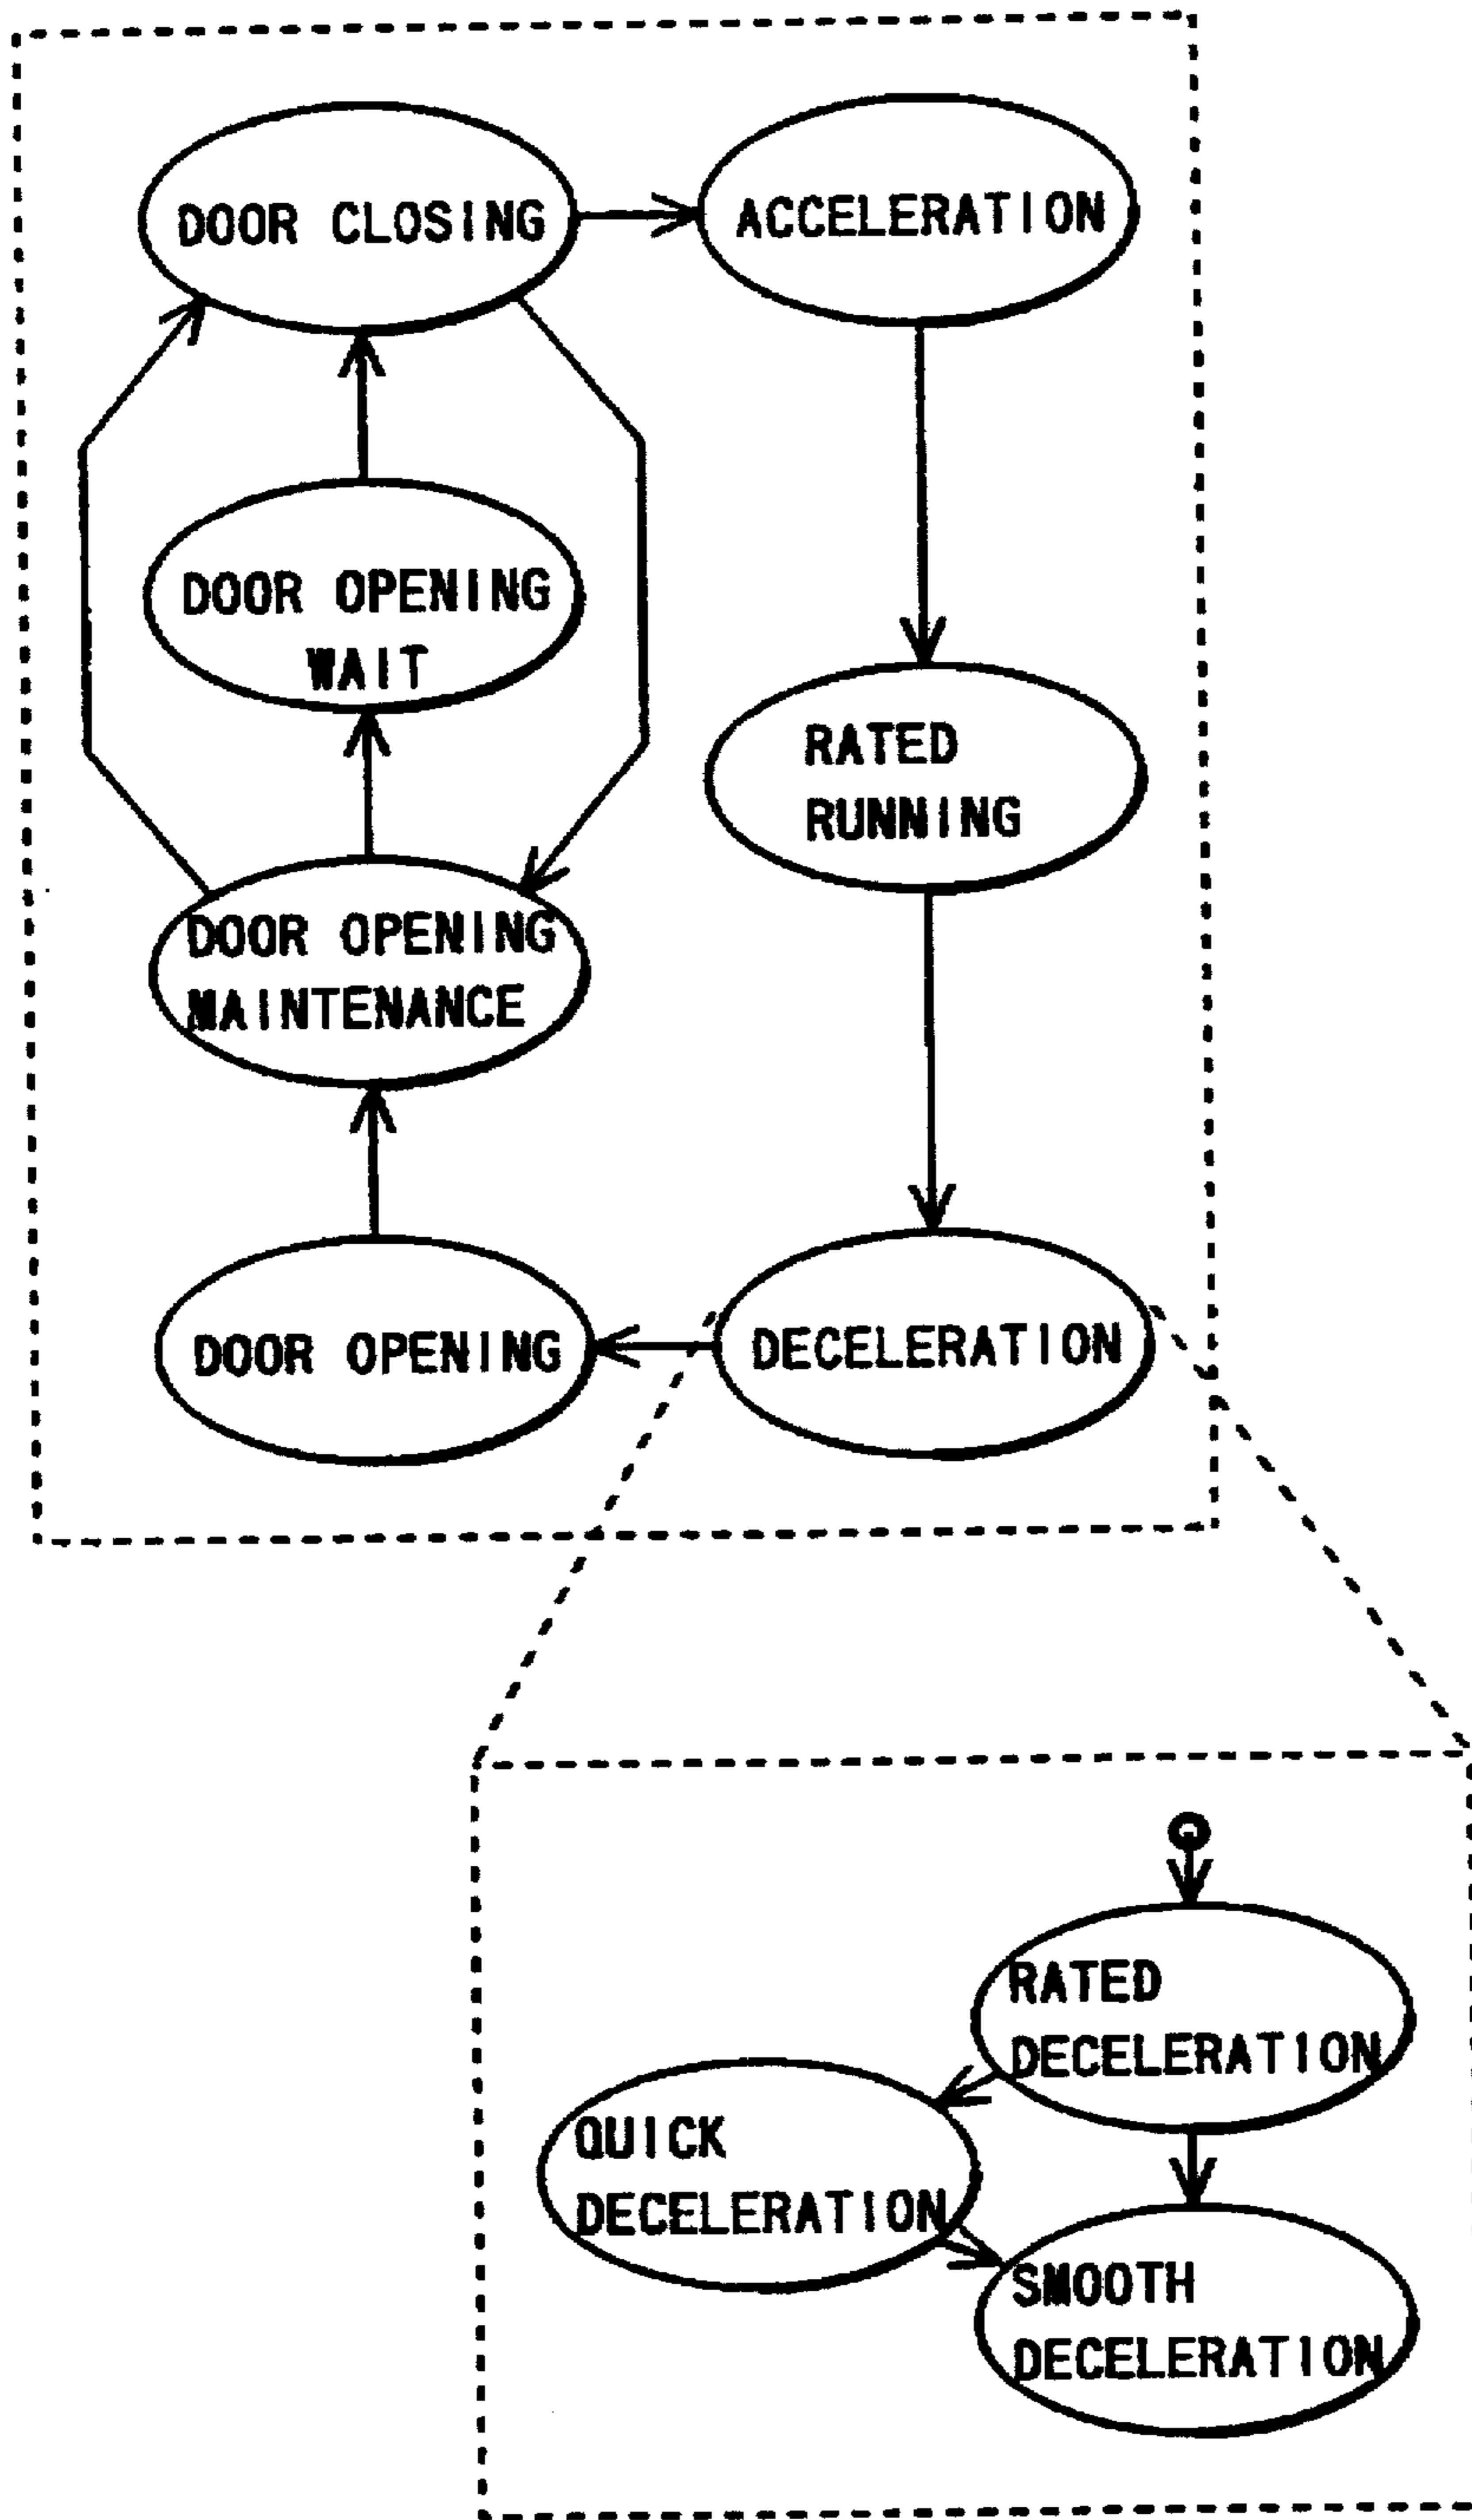 DOOR CLOSING
ACCELERATION
DOOR OPENING
WAIT
RATED
RUNNING
DOOR OPENING
MAINTENANCE
DOOR OPENING
DECELERATION
RATED
DECELERATION
QUICK
DECELERATION
SMOOTH
DECELERATION